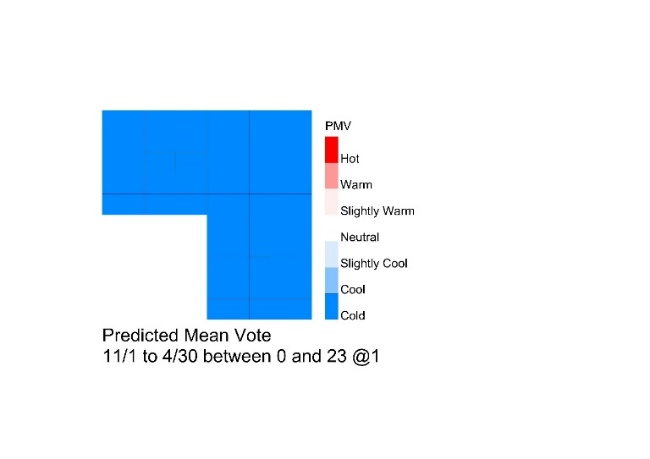 PMV
Hot
Warm
Slightly Warm
Neutral
Slightly Cool
Cool
Cold
Predicted Mean Vote
11/1 to 4/30 between 0 and 23 @1